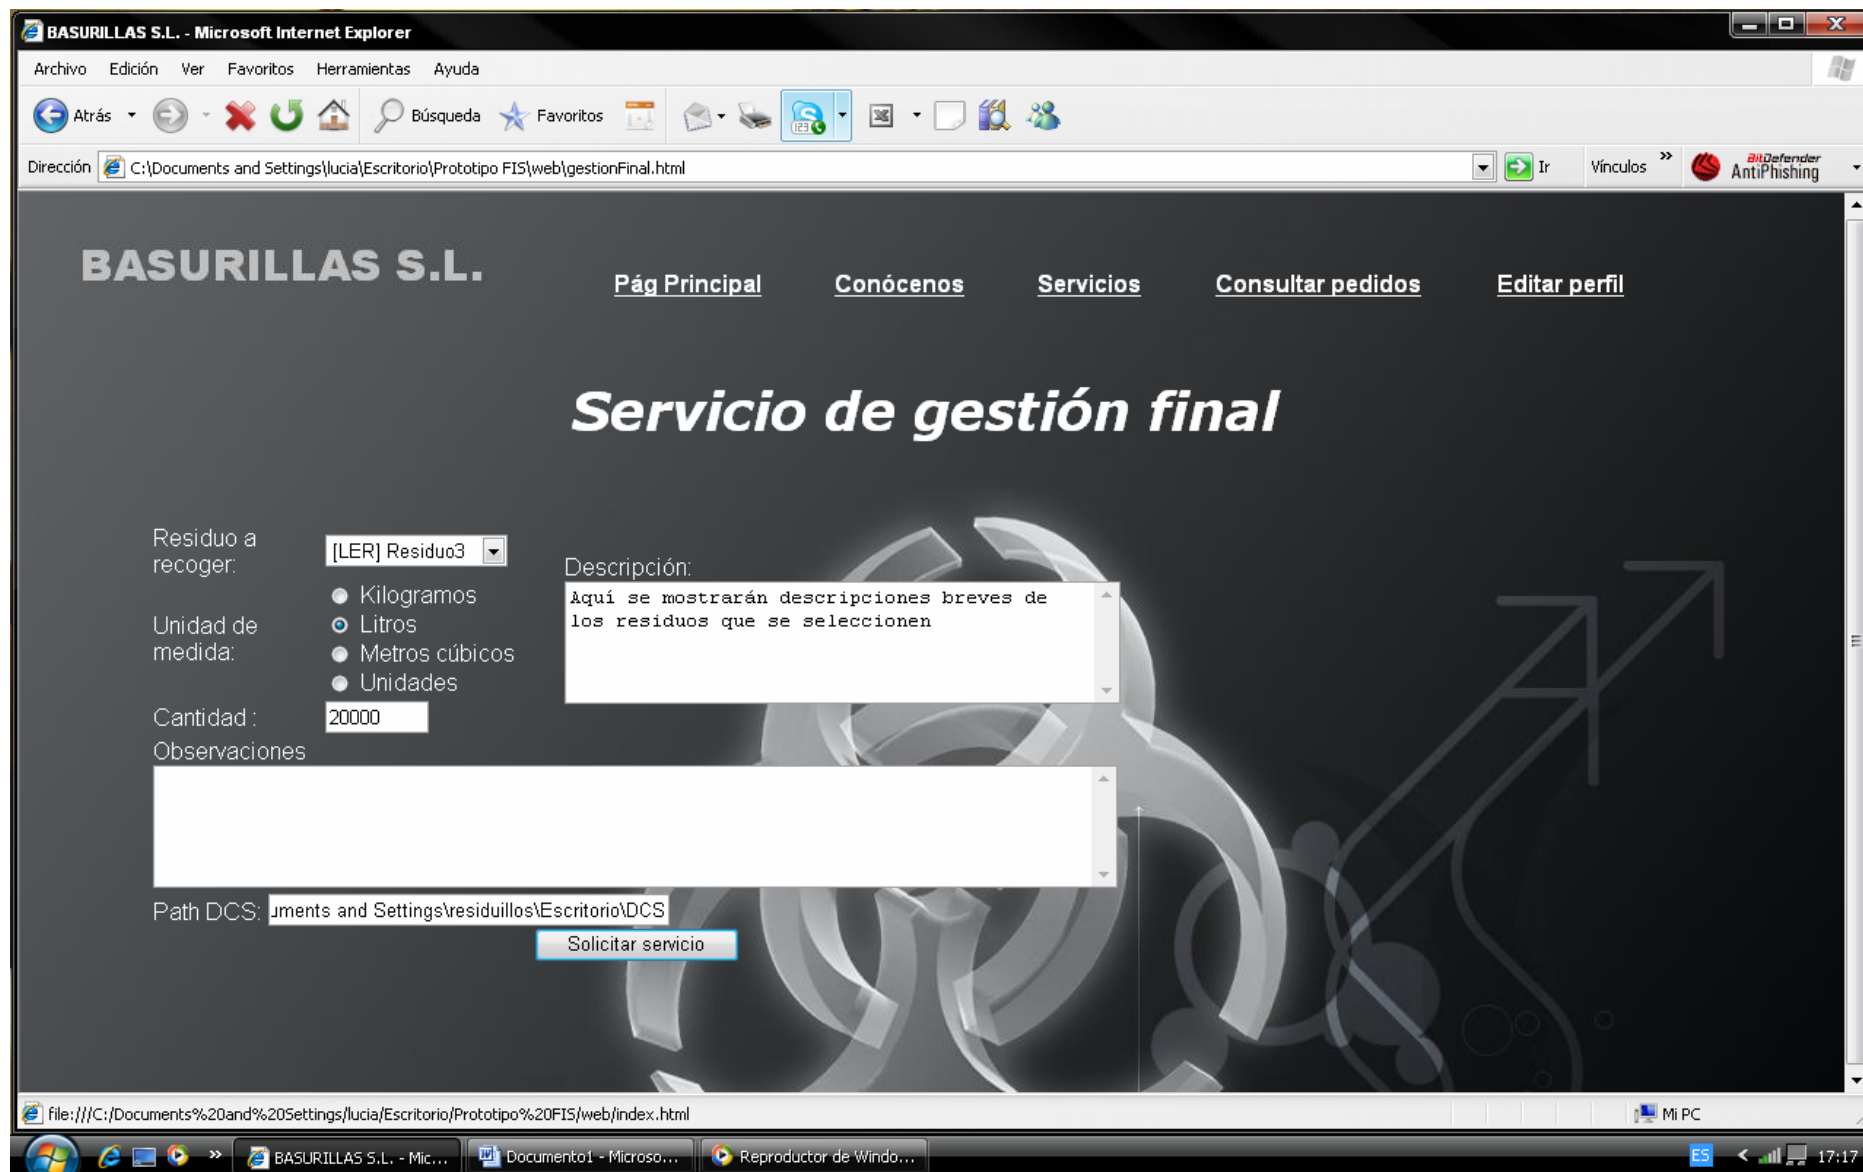 BASURILLAS S.L. - Microsoft Internet Explorer
Archivo Edición Ver Favoritos Herramientas Ayuda
Atrás Búsqueda Favoritos
Dirección C:\Documents and Settings\lucia\Escritorio\Prototipo FIS\web\gestionFinal.html Ir Vínculos » BitDefender
AntiPhishing
BASURILLAS S.L.
Pág Principal Conócenos Servicios Consultar pedidos Editar perfil
Servicio de gestión final
Residuo a
recoger:
[LER] Residuo3
Unidad de
medida:
Kilogramos
Litros
Metros cúbicos
Unidades
Descripción:
Aquí se mostrarán descripciones breves de
los residuos que se seleccionen
Cantidad : 20000
Observaciones
Path DCS: uments and Settings\residuillos\Escritorio\DCS
Solicitar servicio
file:///C:/Documents%20and%20Settings/lucia/Escritorio/Prototipo%20FIS/web/index.html Mi PC
» BASURILLAS S.L. - Mic... Documento1 - Microso... Reproductor de Windo... ES < 17:17